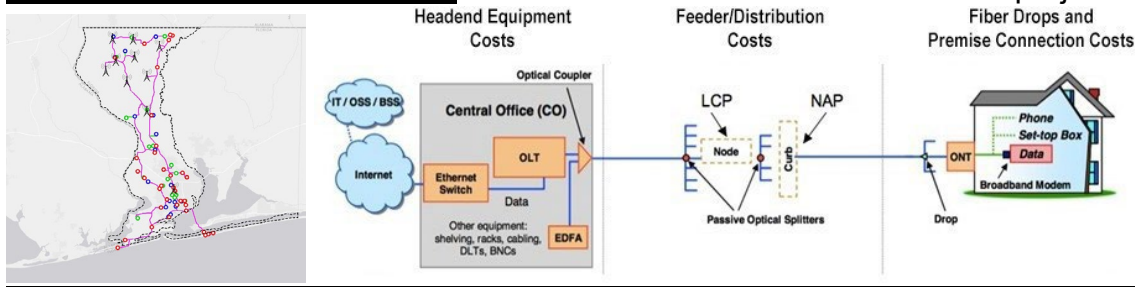 Headend Equipment
Costs
Feeder/Distribution
Costs
Fiber Drops and
Premise Connection Costs
Optical Coupler
IT / OSS / BSS
Central Office (CO)
OLT
Internet
Ethernet
Switch
Data
Other equipment:
shelving, racks, cabling,
DLTs, BNCs
EDFA
LCP
NAP
Node
Curb
Passive Optical Splitters
ONT
Phone
Set-top Box
Data
Broadband Modem
Drop